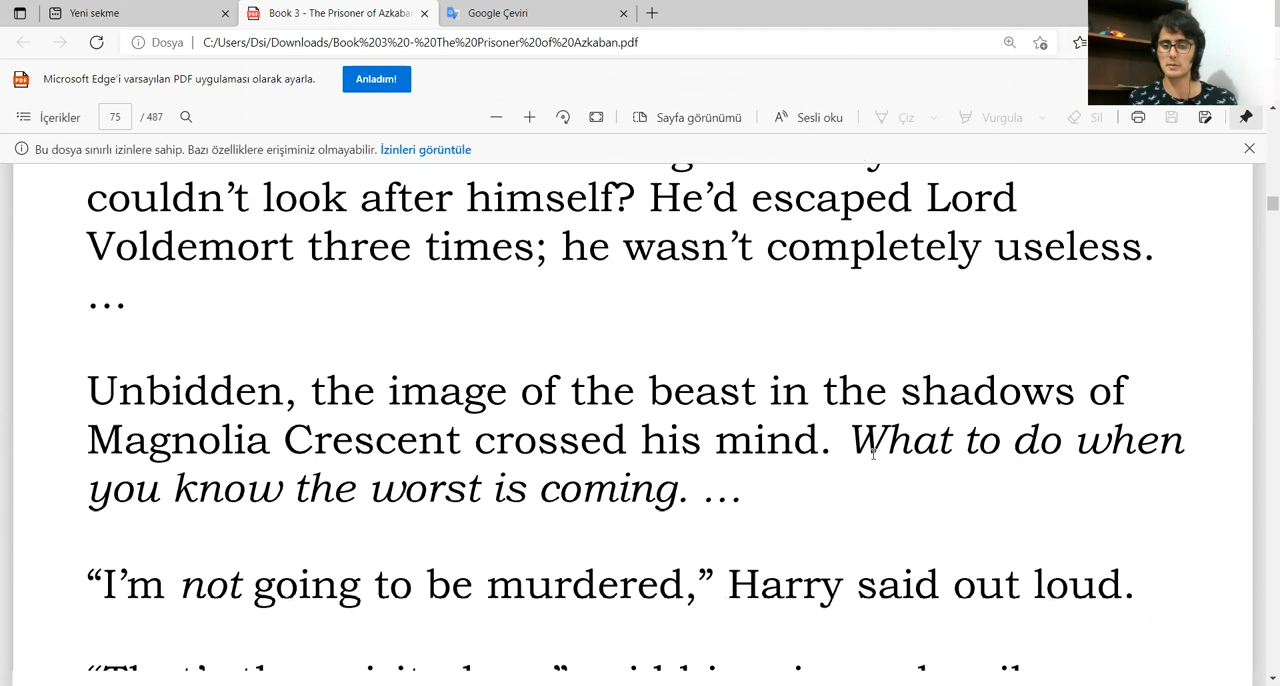 Yeni sekme
Book 3 - The Prisoner of Azkaba
Google Çeviri
Dosya C:/Users/Dsi/Downloads/Book%203%20-%20The%20Prisoner%20of%20Azkaban.pdf
Microsoft Edge'i varsayılan PDF uygulaması olarak ayarla. Anladım!
İçerikler 75 / 487 Sayfa görünümü Sesli oku Çiz Vurgula Sil
Bu dosya sınırlı izinlere sahip. Bazı özelliklere erişiminiz olmayabilir. İzinleri görüntüle
couldn't look after himself? He'd escaped Lord
Voldemort three times; he wasn't completely useless.
…
Unbidden, the image of the beast in the shadows of
Magnolia Crescent crossed his mind. What to do when
you know the worst is coming. …
“I'm not going to be murdered,” Harry said out loud.